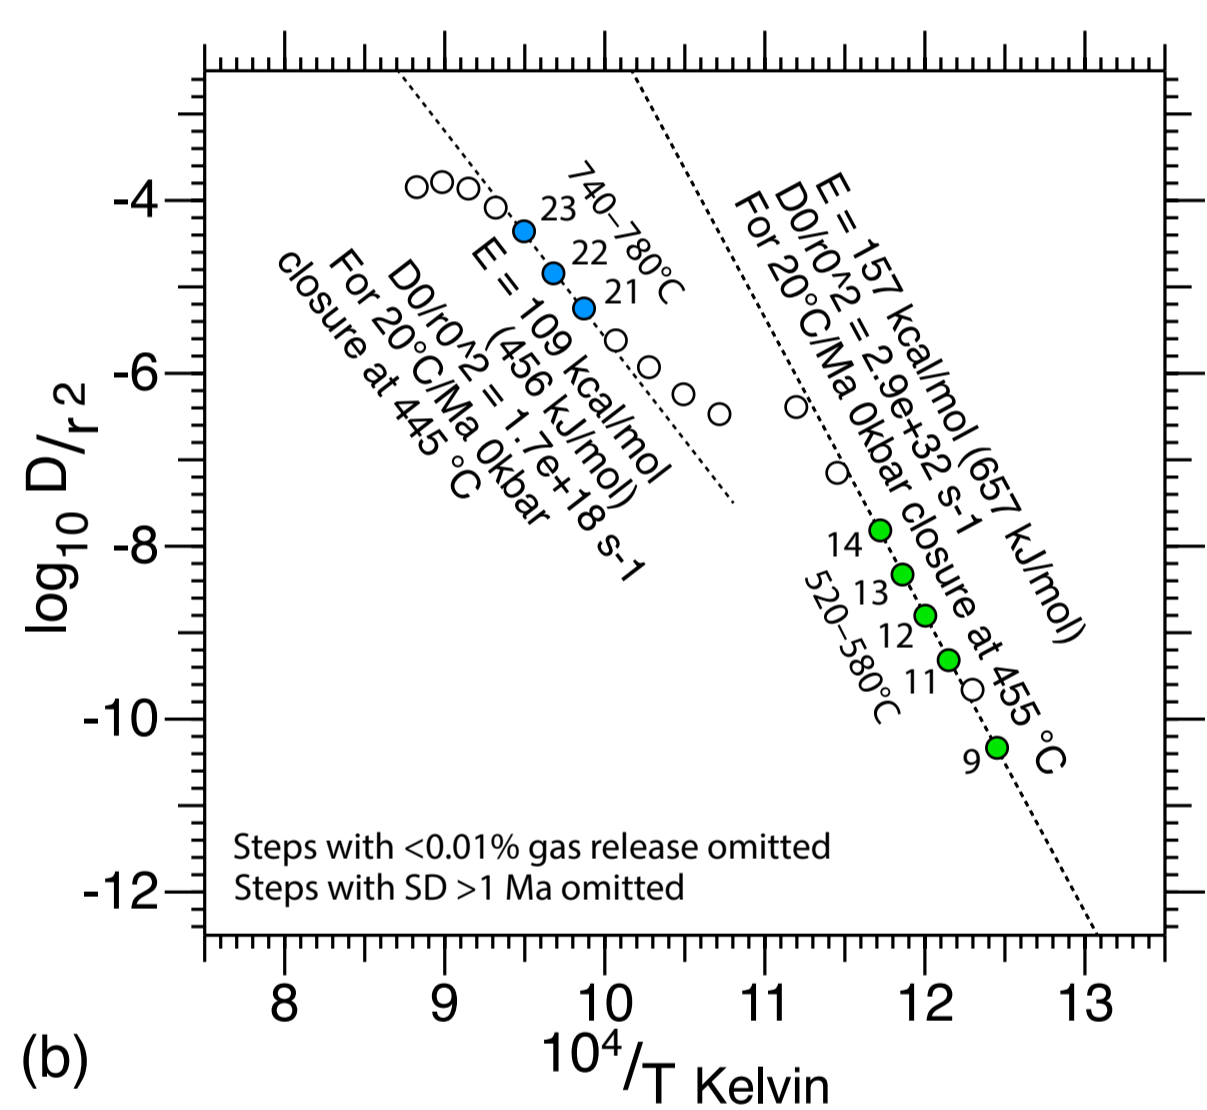 -4
-6
-8
-10
-12
log10 D/r 2
8
9
10
11
12
13
10⁴/T Kelvin
(b)
23
22
21
740–780°C
E = 109 kcal/mol
(456 kJ/mol)
D0/r0^2 = 1.7e+18 s-1
For 20°C/Ma 0kbar
closure at 445 °C
E = 157 kcal/mol (657 kJ/mol)
D0/r0^2 = 2.9e+32 s-1
For 20°C/Ma 0kbar closure at 455 °C
14
13
12
11
9
520–580°C
Steps with <0.01% gas release omitted
Steps with SD >1 Ma omitted